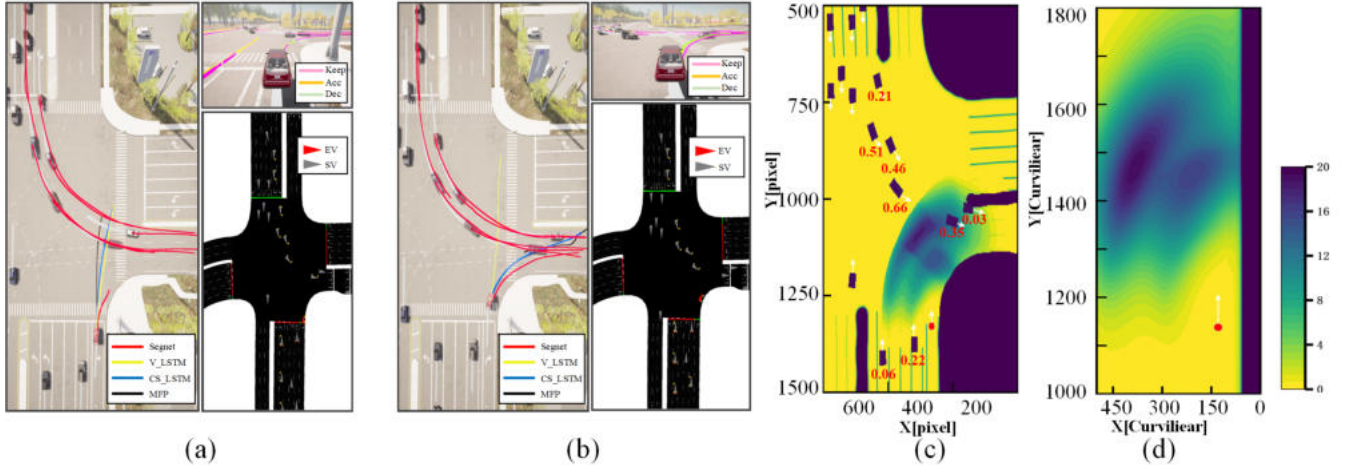 Keep
Acc
Dec
EV
SV
Segnet
V_LSTM
CS_LSTM
MFP
(a)
Keep
Acc
Dec
EV
SV
Segnet
V_LSTM
CS_LSTM
MFP
(b)
500
750
1000
1250
1500
Y[pixel]
0.21
0.51
0.46
0.66
0.35
0.03
0.22
0.06
600 400 200
X[pixel]
(c)
1800
1600
1400
1200
1000
Y[Curviliear]
450 300 150 0
X[Curviliear]
(d)
20
16
12
8
4
0